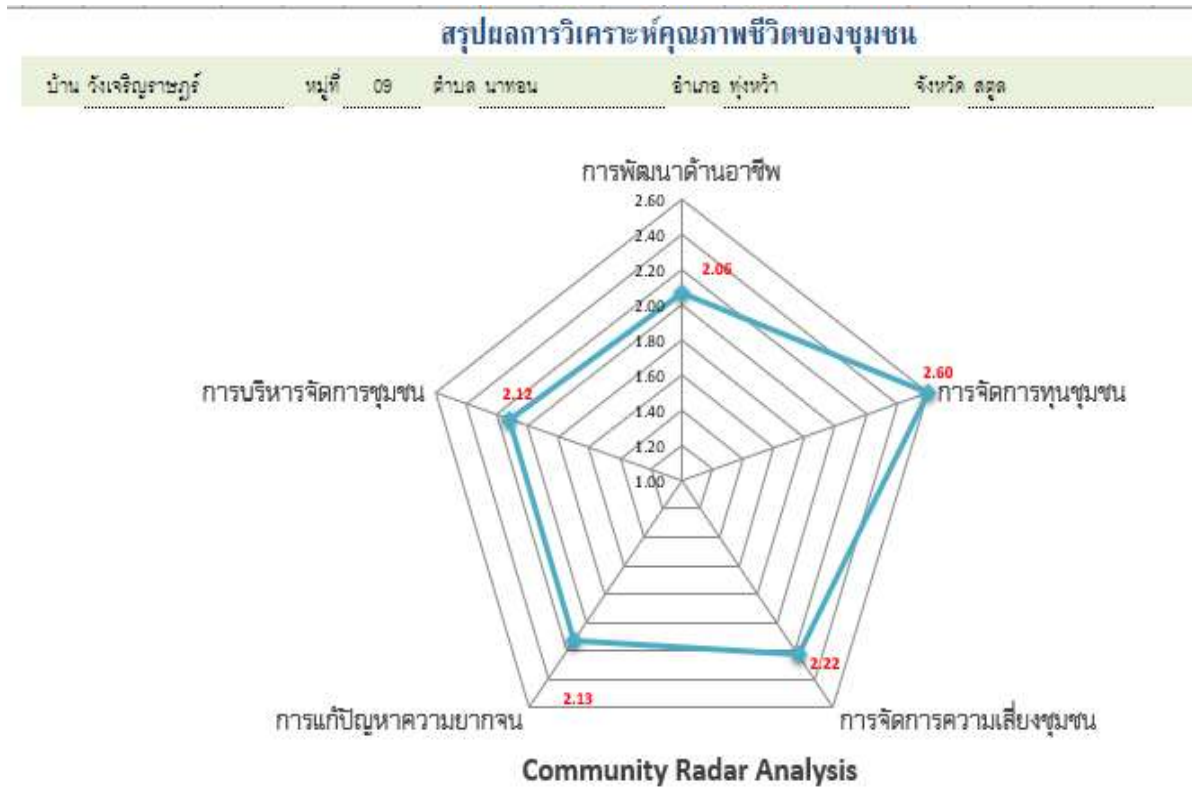 สรุปผลการวิเคราะห์คุณภาพชีวิตของชุมชน
บ้าน วังเจริญราษฎร์ หมู่ที่ 09 ตำบล นาทอน อำเภอ ทุ่งหว้า จังหวัด สตูล
การพัฒนาด้านอาชีพ
2.60
2.40
2.20
2.06
2.00
1.80
1.60
1.40
1.20
1.00
2.60
การจัดการทุนชุมชน
การบริหารจัดการชุมชน
2.12
2.22
2.13
การแก้ปัญหาความยากจน
การจัดการความเสี่ยงชุมชน
Community Radar Analysis